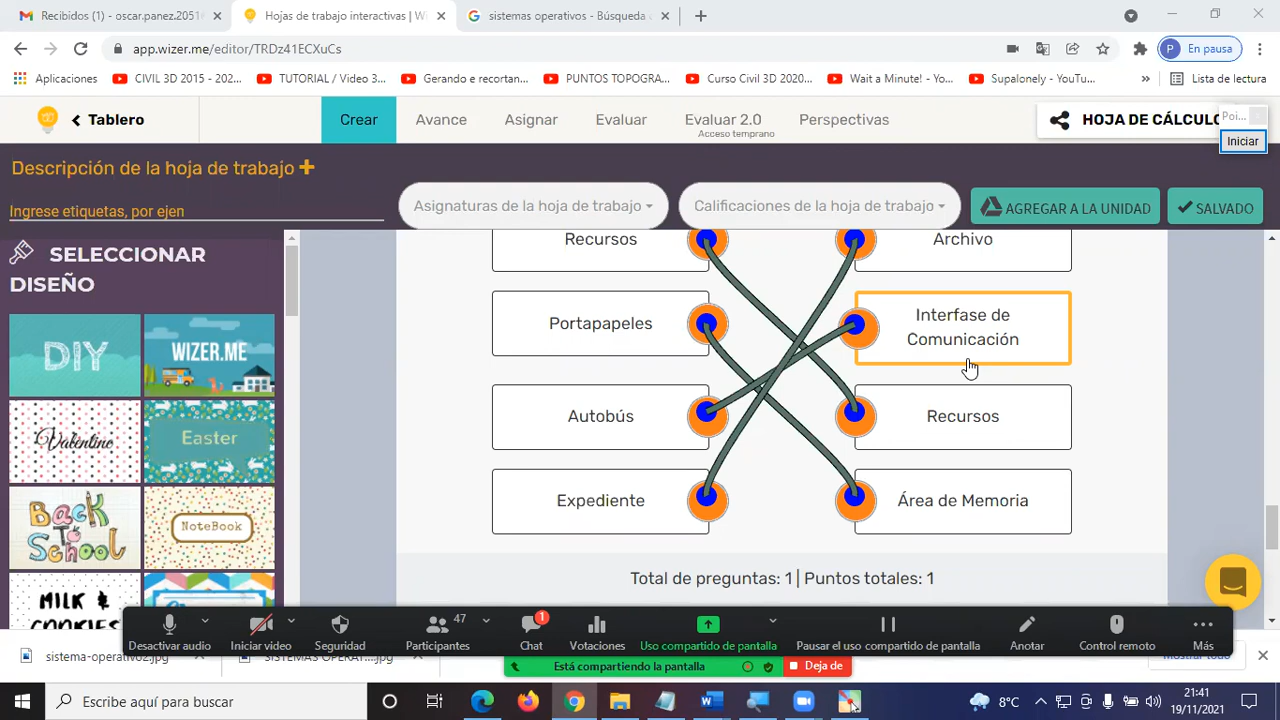 Recibidos (1) - oscar.panez.2051
Hojas de trabajo interactivas | W
sistemas operativos - Búsqueda
app.wizer.me/editor/TRDz41ECXuCs
En pausa
Aplicaciones
CIVIL 3D 2015 - 202...
TUTORIAL / Video 3...
Gerando e recortan...
PUNTOS TOPOGRA...
Curso Civil 3D 2020...
Wait a Minute! - Yo...
Supalonely - YouTu...
Lista de lectura
Tablero
Crear
Avance
Asignar
Evaluar
Evaluar 2.0
Acceso temprano
Perspectivas
HOJA DE CÁLCULO
Poi...
Iniciar
Descripción de la hoja de trabajo +
Ingrese etiquetas, por ejen
Asignaturas de la hoja de trabajo
Calificaciones de la hoja de trabajo
AGREGAR A LA UNIDAD
SALVADO
SELECCIONAR
DISEÑO
DIY
WIZER.ME
Valentine
Easter
Back
To
School
NoteBook
MILK &
COOKIES
Recursos
Archivo
Portapapeles
Interfase de
Comunicación
Autobús
Recursos
Expediente
Área de Memoria
Total de preguntas: 1 | Puntos totales: 1
Desactivar audio
Iniciar video
Seguridad
47
Participantes
1
Chat
Votaciones
Uso compartido de pantalla
Pausar el uso compartido de pantalla
Anotar
Control remoto
Más
Está compartiendo la pantalla
Deja de
sistema-operativo2.jpg
SISTEMAS OPERAT....jpg
Mostrar todo
Escribe aquí para buscar
8°C
21:41
19/11/2021